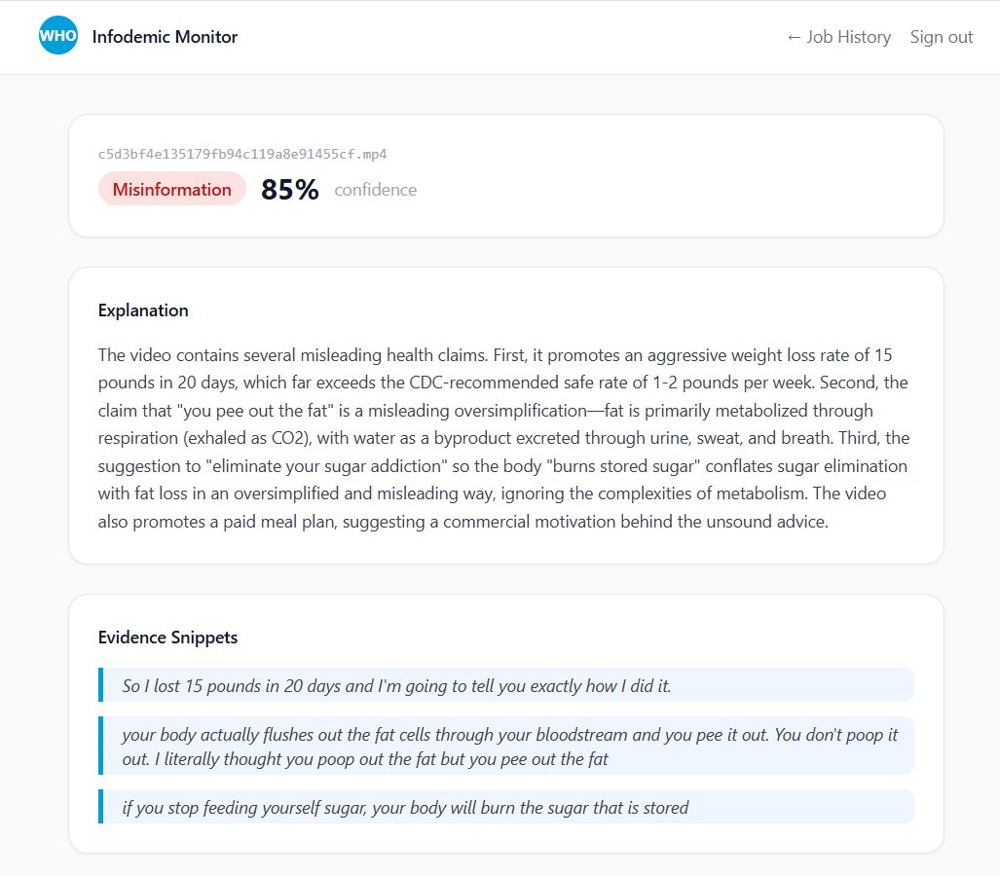 WHO
Infodemic Monitor
← Job History
Sign out
c5d3bf4e135179fb94c119a8e91455cf.mp4
Misinformation 85% confidence
Explanation
The video contains several misleading health claims. First, it promotes an aggressive weight loss rate of 15
pounds in 20 days, which far exceeds the CDC-recommended safe rate of 1-2 pounds per week. Second, the
claim that "you pee out the fat" is a misleading oversimplification—fat is primarily metabolized through
respiration (exhaled as CO2), with water as a byproduct excreted through urine, sweat, and breath. Third, the
suggestion to "eliminate your sugar addiction" so the body "burns stored sugar" conflates sugar elimination
with fat loss in an oversimplified and misleading way, ignoring the complexities of metabolism. The video
also promotes a paid meal plan, suggesting a commercial motivation behind the unsound advice.
Evidence Snippets
So I lost 15 pounds in 20 days and I'm going to tell you exactly how I did it.
your body actually flushes out the fat cells through your bloodstream and you pee it out. You don't poop it
out. I literally thought you poop out the fat but you pee out the fat
if you stop feeding yourself sugar, your body will burn the sugar that is stored